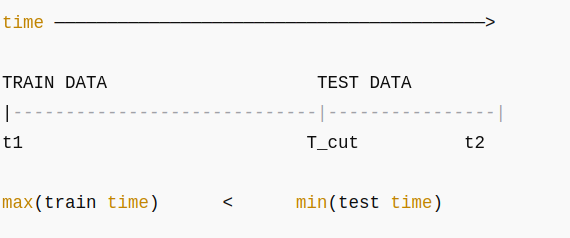 time ─────────────────────────────────────────>
TRAIN DATA                    TEST DATA
|-----------------------------|----------------|
t1                           T_cut          t2
max(train time)      <      min(test time)